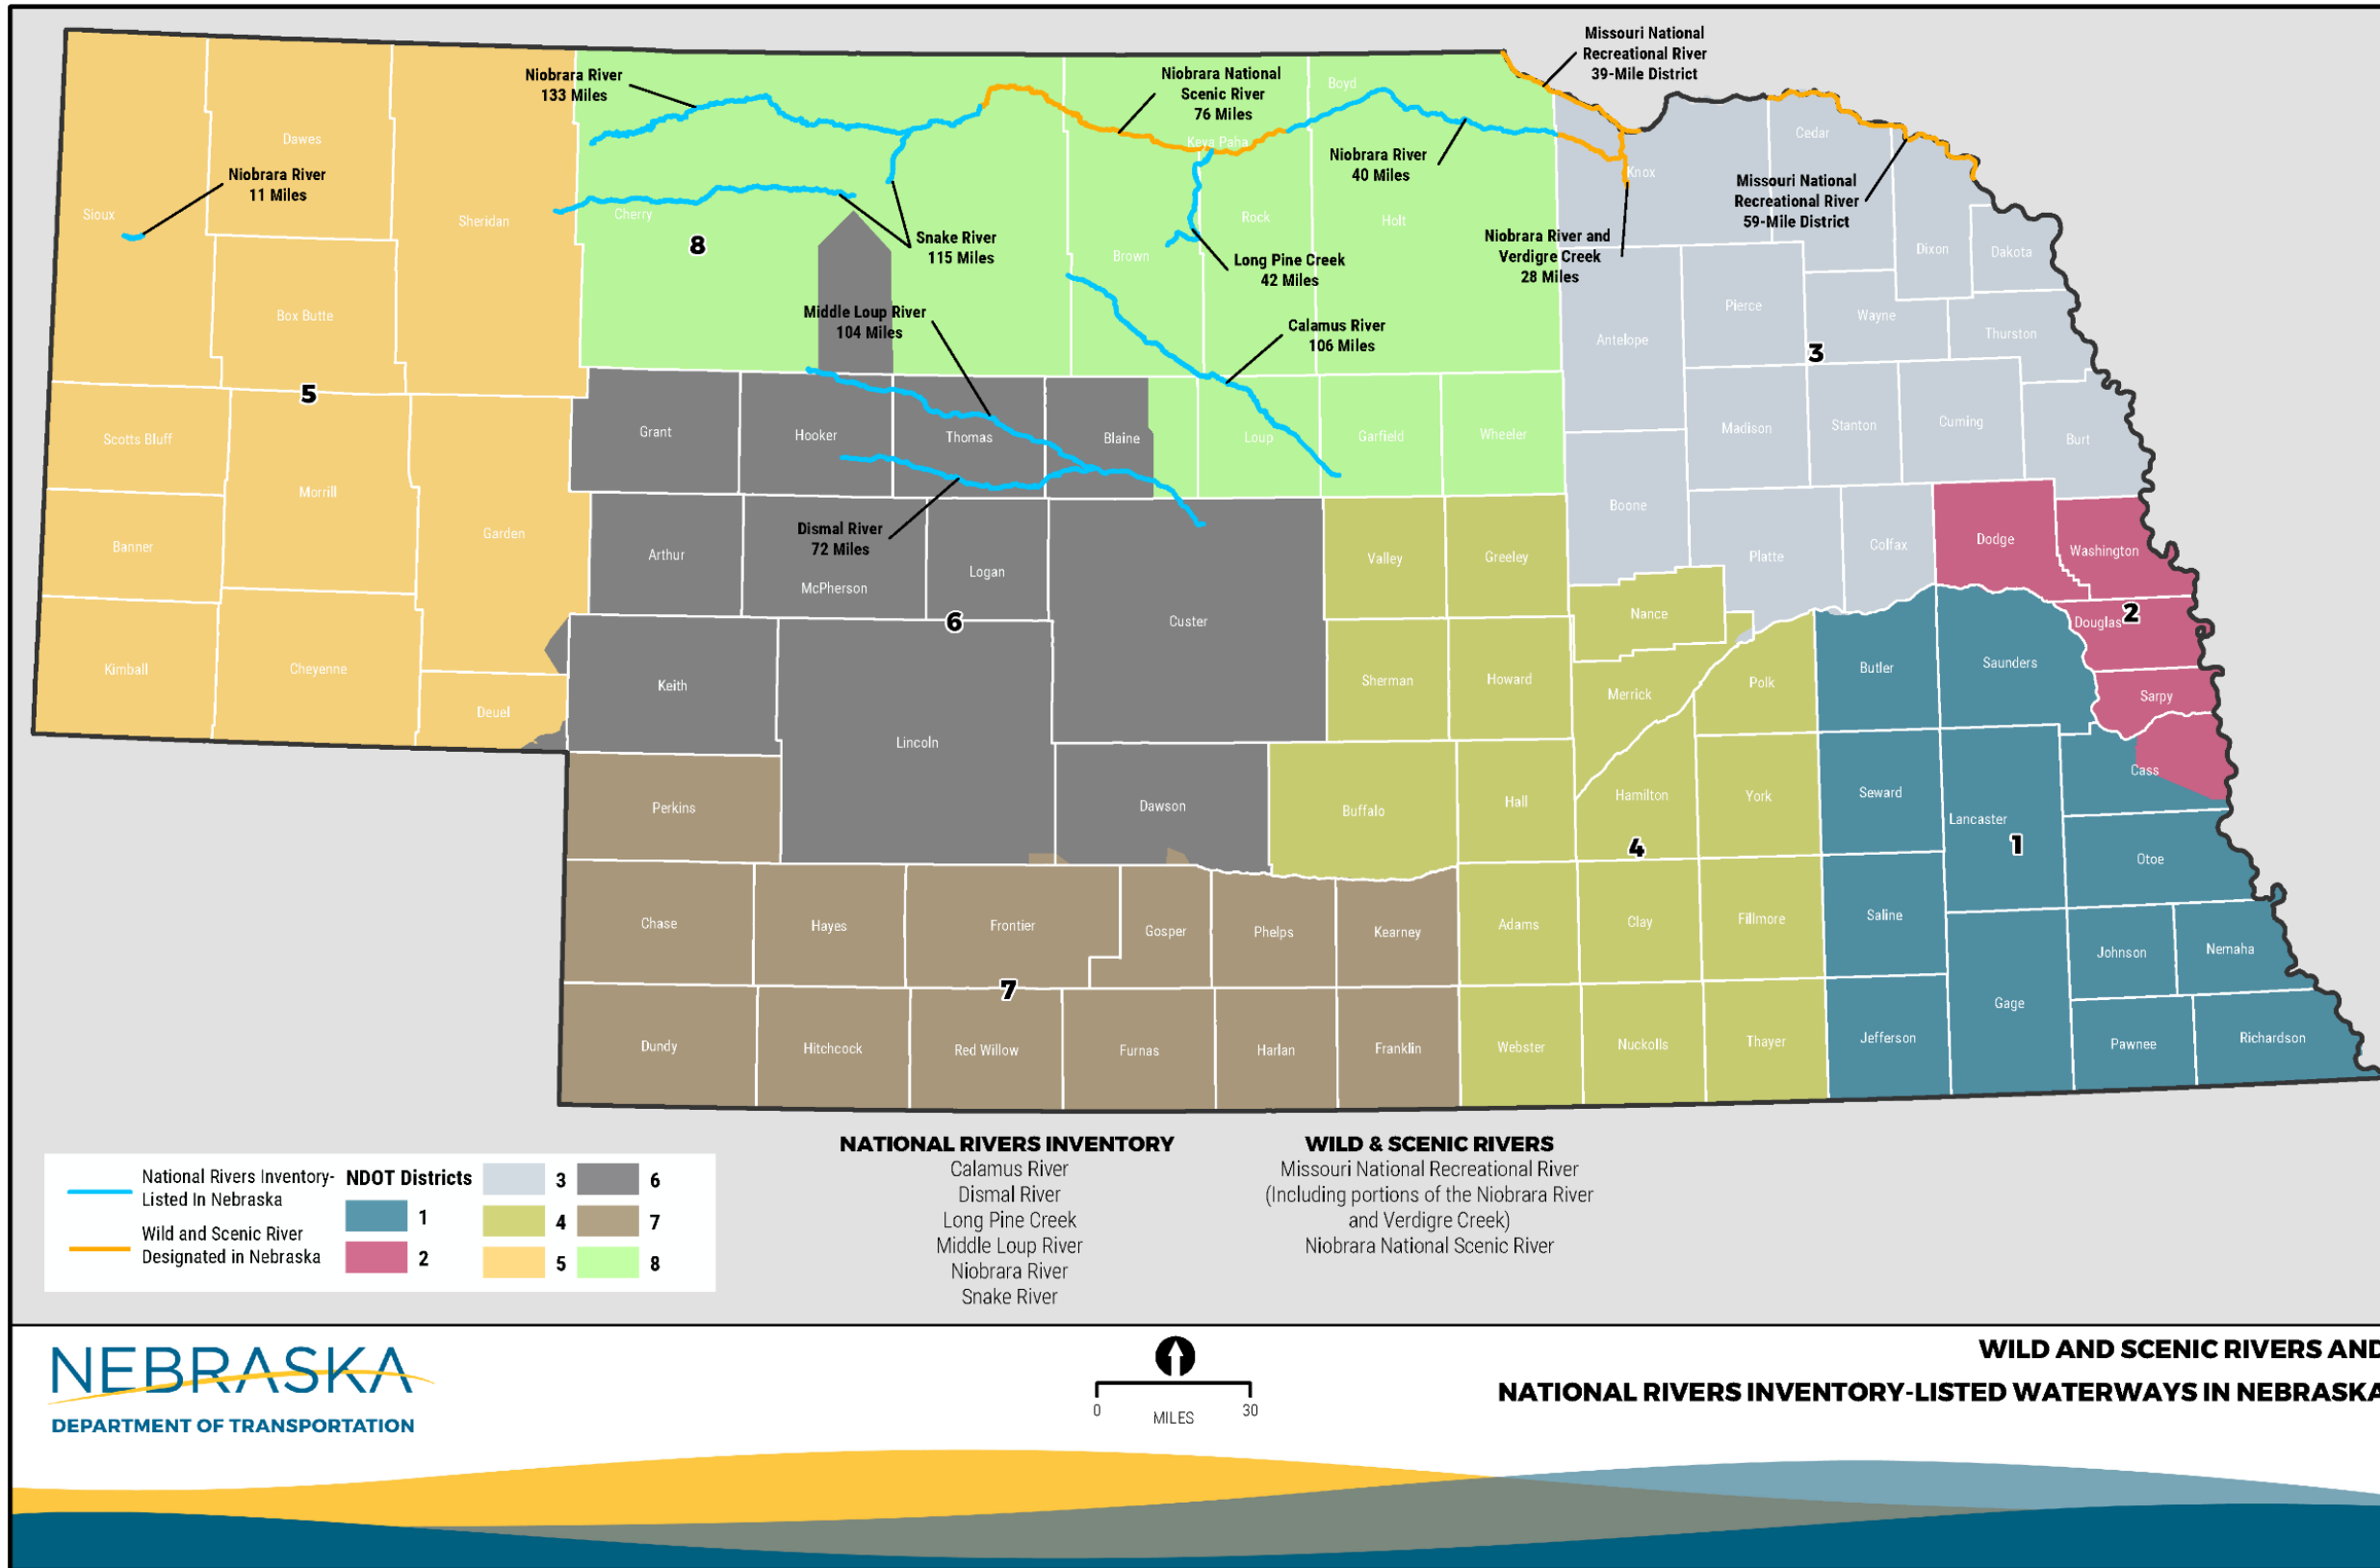 Missouri National
Recreational River
39-Mile District
Niobrara River
133 Miles
Niobrara National
Scenic River
76 Miles
Boyd
Keya Paha
Cedar
Dawes
Niobrara River
11 Miles
Niobrara River
40 Miles
Knox
Missouri National
Recreational River
59-Mile District
Sioux
Sheridan
Cherry
8
Snake River
115 Miles
Brown
Rock
Holt
Long Pine Creek
42 Miles
Niobrara River and
Verdigre Creek
28 Miles
Dixon
Dakota
Box Butte
Middle Loup River
104 Miles
Calamus River
106 Miles
Antelope
Pierce
Wayne
Thurston
3
5
Scotts Bluff
Grant
Hooker
Thomas
Blaine
Loup
Garfield
Wheeler
Madison
Stanton
Cuming
Burt
Morrill
Boone
Banner
Garden
Dismal River
72 Miles
Arthur
McPherson
Logan
Valley
Greeley
Platte
Colfax
Dodge
Washington
6
Custer
Nance
Douglas
2
Kimball
Cheyenne
Deuel
Keith
Lincoln
Sherman
Howard
Merrick
Polk
Butler
Saunders
Sarpy
Perkins
Dawson
Buffalo
Hall
Hamilton
York
Seward
Lancaster
Cass
4
1
Otoe
Chase
Hayes
Frontier
Gosper
Phelps
Kearney
Adams
Clay
Fillmore
Saline
Johnson
Nemaha
7
Gage
Dundy
Hitchcock
Red Willow
Furnas
Harlan
Franklin
Webster
Nuckolls
Thayer
Jefferson
Pawnee
Richardson
National Rivers Inventory-
Listed In Nebraska
Wild and Scenic River
Designated in Nebraska
NDOT Districts
1
2
3
4
5
6
7
8
NATIONAL RIVERS INVENTORY
Calamus River
Dismal River
Long Pine Creek
Middle Loup River
Niobrara River
Snake River
WILD & SCENIC RIVERS
Missouri National Recreational River
(Including portions of the Niobrara River
and Verdigre Creek)
Niobrara National Scenic River
NEBRASKA
DEPARTMENT OF TRANSPORTATION
0 30
MILES
WILD AND SCENIC RIVERS AND
NATIONAL RIVERS INVENTORY-LISTED WATERWAYS IN NEBRASKA